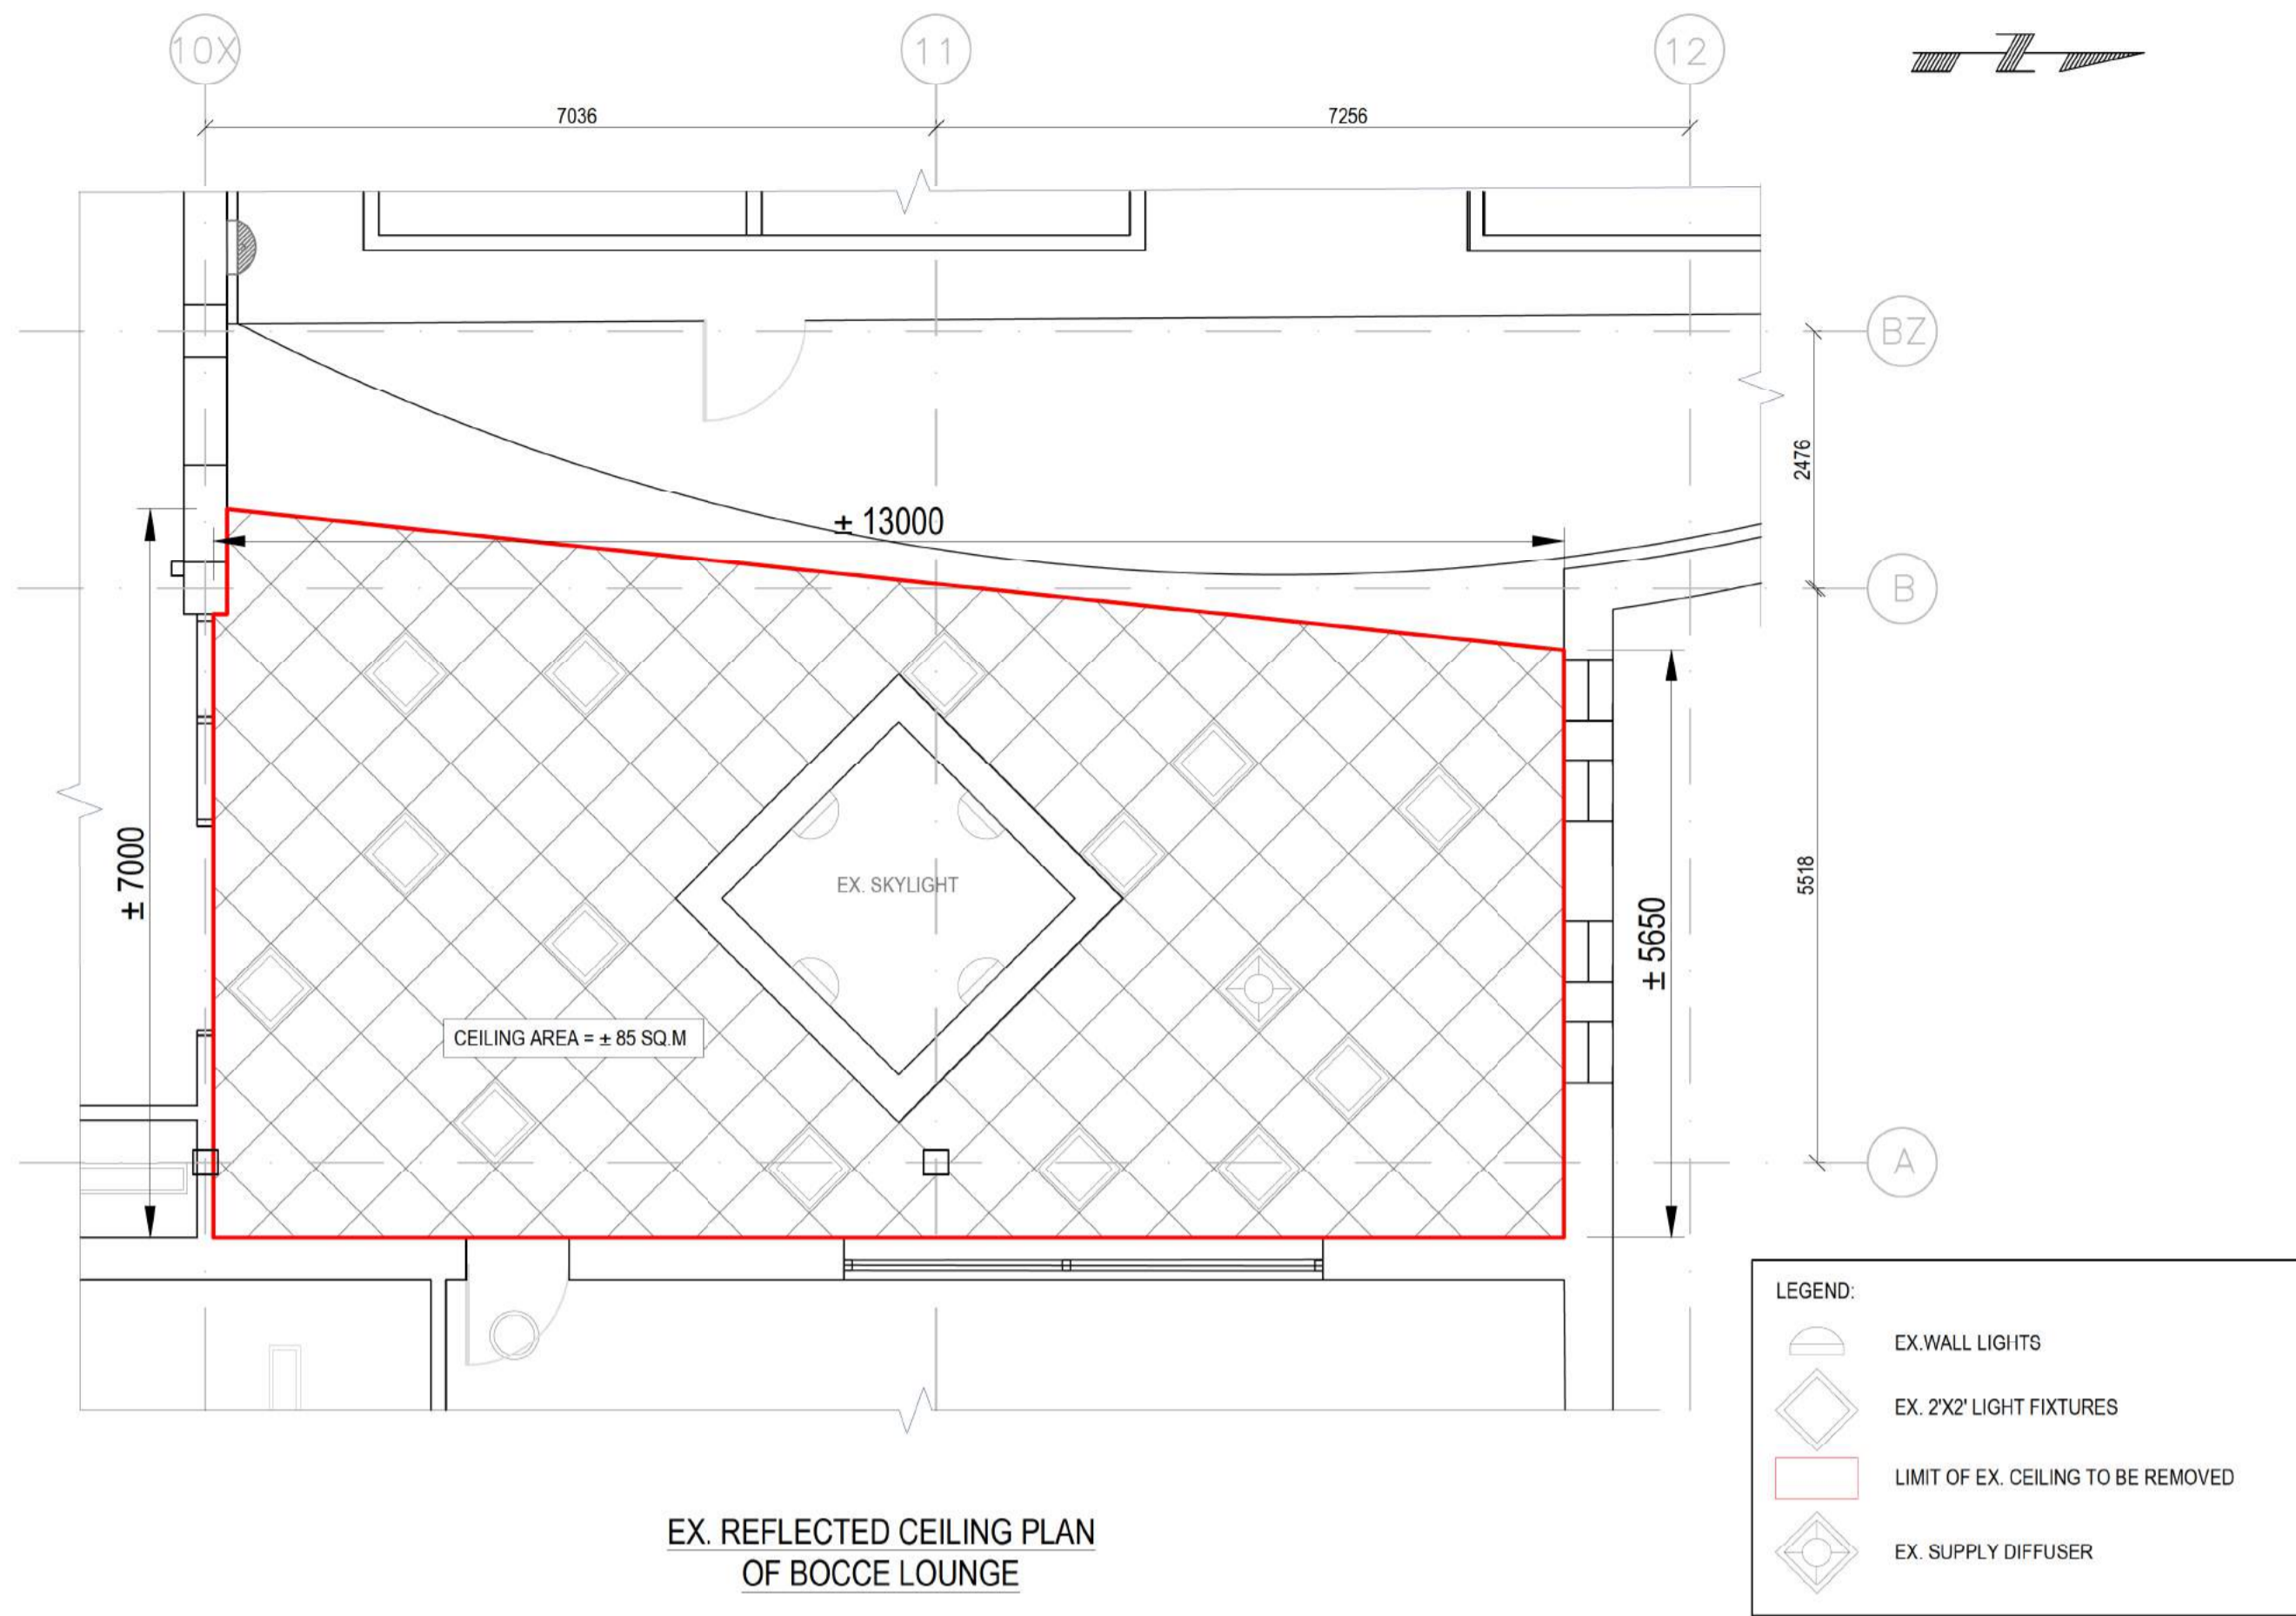 10X
11
12
7036
7256
BZ
2476
± 13000
B
± 7000
EX. SKYLIGHT
5518
± 5650
CEILING AREA = ± 85 SQ.M
A
LEGEND:
EX.WALL LIGHTS
EX. 2'X2' LIGHT FIXTURES
LIMIT OF EX. CEILING TO BE REMOVED
EX. SUPPLY DIFFUSER
EX. REFLECTED CEILING PLAN
OF BOCCE LOUNGE